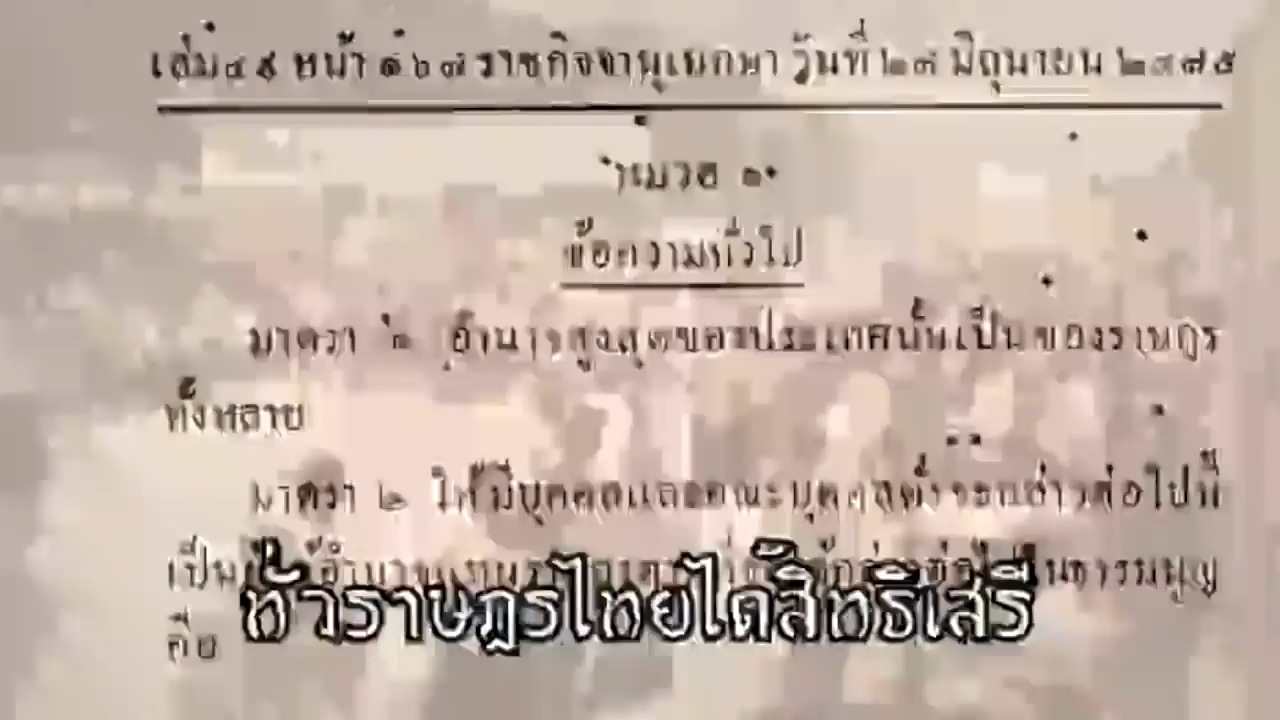 เล่ม ๔๙ หน้า ๑๖๗ ราชกิจจานุเบกษา วันที่ ๒๗ มิถุนายน ๒๔๗๕
หมวด ๑
ข้อความทั่วไป
มาตรา ๑ อำนาจสูงสุดของประเทศนั้นเป็นของราษฎร
ทั้งหลาย
มาตรา ๒ ให้มีบุคคลและคณะบุคคลดั่งจะกล่าวต่อไปนี้
เป็น ธรรมนูญ
คือ
ทั่วราษฎรไทยได้สิทธิเสรี